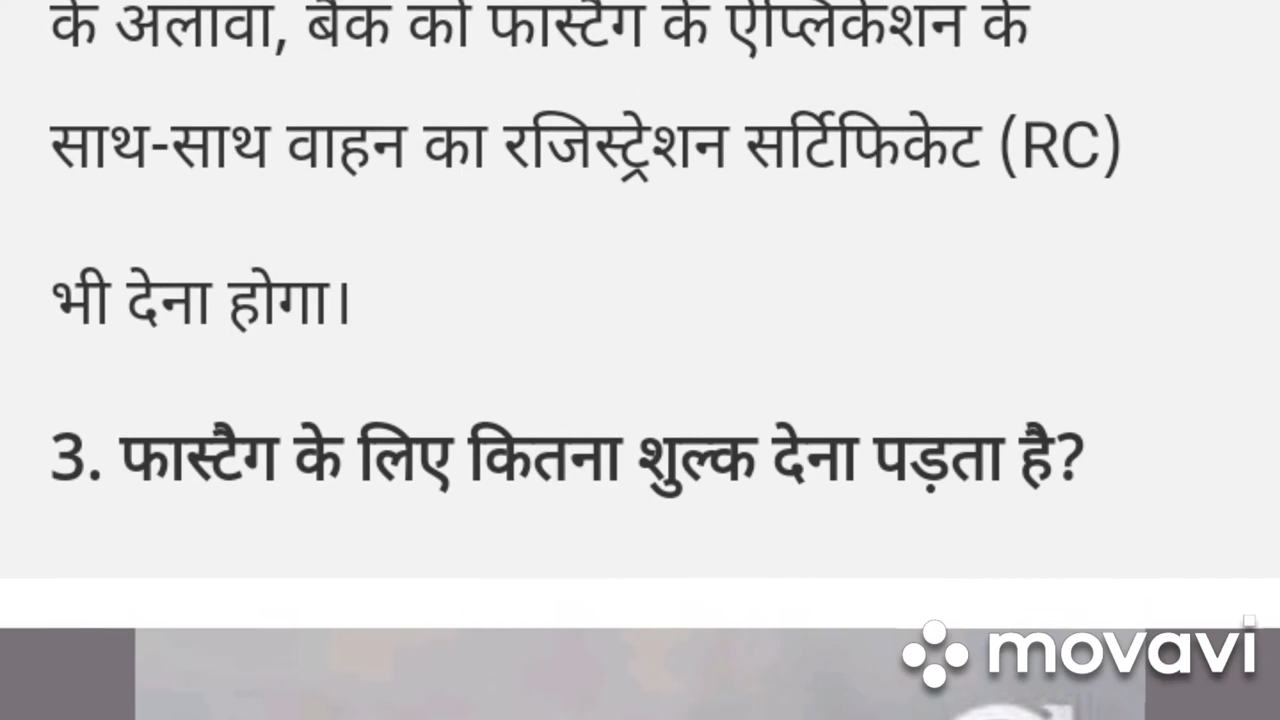 के अलावा, बैंक को फास्टैग के ऐप्लिकेशन के
साथ-साथ वाहन का रजिस्ट्रेशन सर्टिफिकेट (RC)
भी देना होगा।
3. फास्टैग के लिए कितना शुल्क देना पड़ता है?
movavi